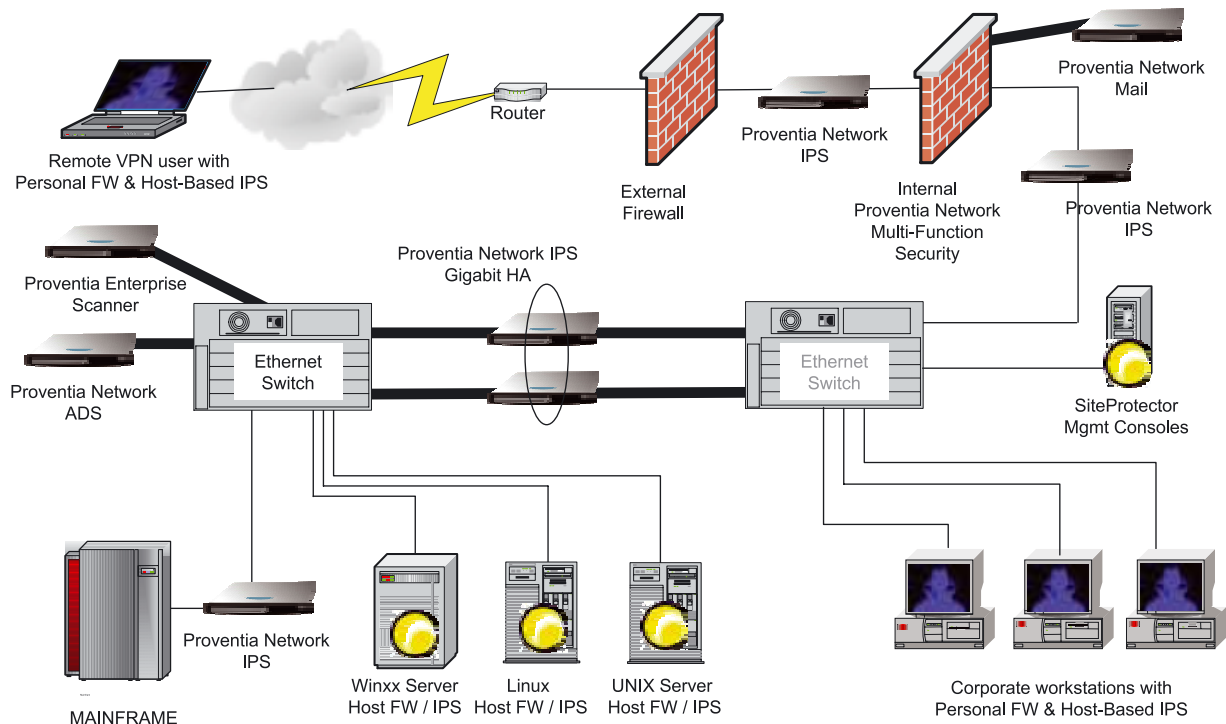 Remote VPN user with
Personal FW & Host-Based IPS
Router
External
Firewall
Proventia Network
IPS
Internal
Proventia Network
Multi-Function
Security
Proventia Network
Mail
Proventia Network
IPS
Proventia Enterprise
Scanner
Proventia Network IPS
Gigabit HA
Ethernet
Switch
Ethernet
Switch
Proventia Network
ADS
SiteProtector
Mgmt Consoles
MAINFRAME
Proventia Network
IPS
Winxx Server
Host FW / IPS
Linux
Host FW / IPS
UNIX Server
Host FW / IPS
Corporate workstations with
Personal FW & Host-Based IPS